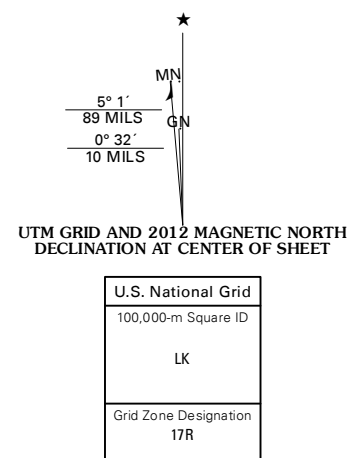 ★
MN
5° 1´
89 MILS
GN
0° 32´
10 MILS
UTM GRID AND 2012 MAGNETIC NORTH
DECLINATION AT CENTER OF SHEET
U.S. National Grid
100,000-m Square ID
LK
Grid Zone Designation
17R